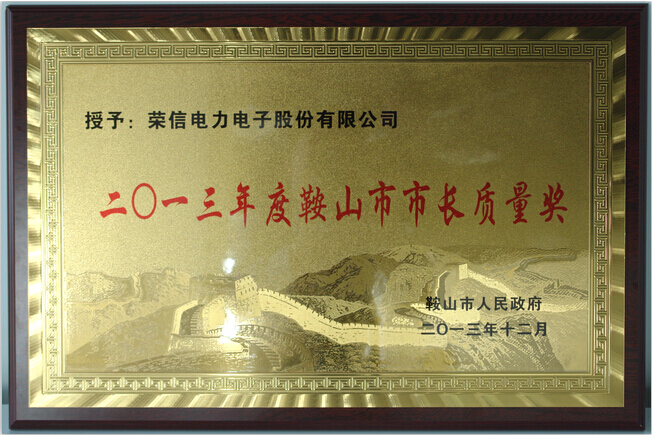 授予：荣信电力电子股份有限公司
二〇一三年度鞍山市市长质量奖
鞍山市人民政府
二〇一三年十二月